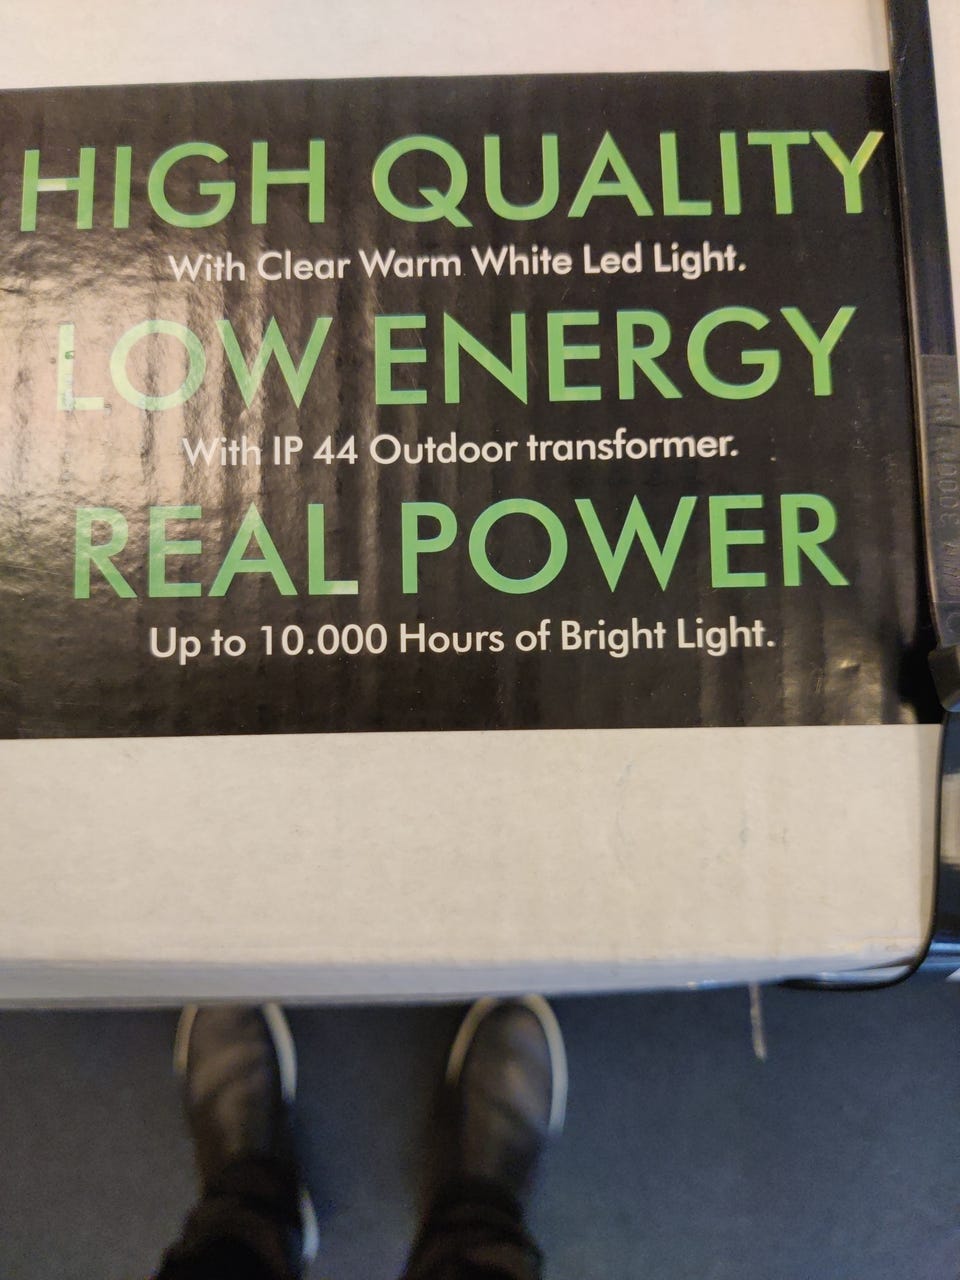 HIGH QUALITY
With Clear Warm White Led Light.
LOW ENERGY
With IP 44 Outdoor transformer.
REAL POWER
Up to 10.000 Hours of Bright Light.